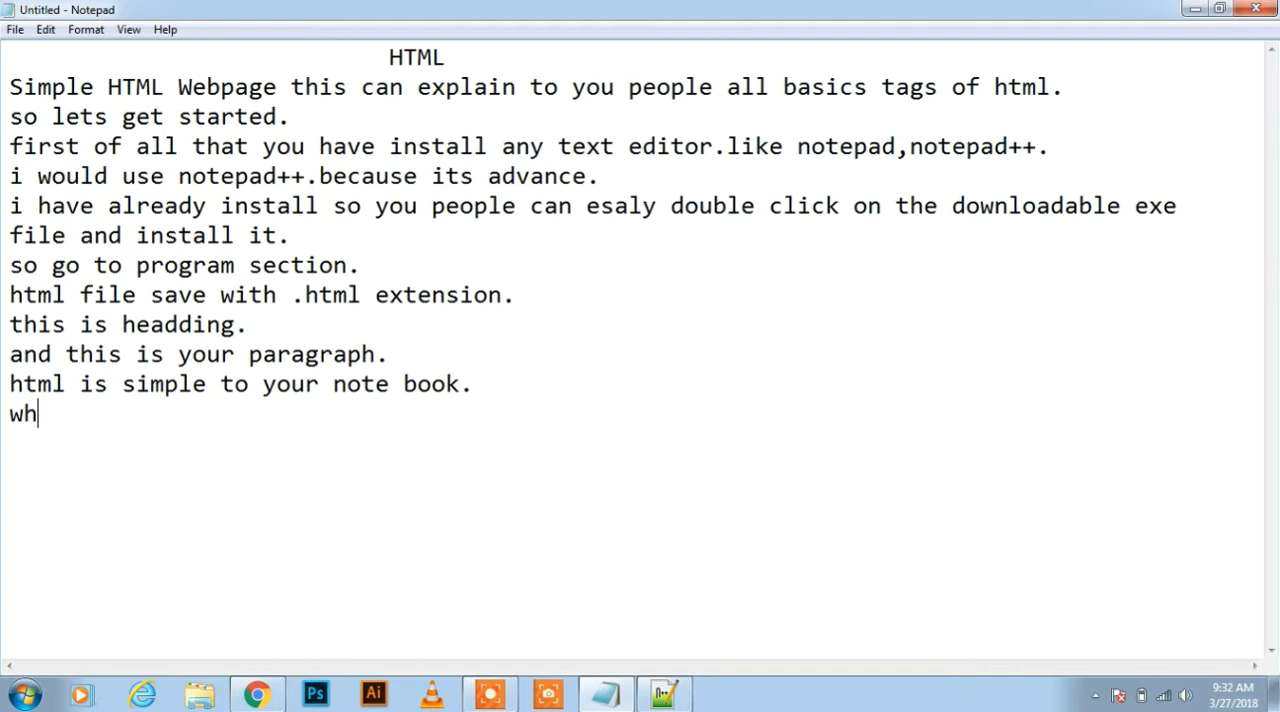 Untitled - Notepad
File Edit Format View Help
HTML
Simple HTML Webpage this can explain to you people all basics tags of html.
so lets get started.
first of all that you have install any text editor.like notepad,notepad++.
i would use notepad++.because its advance.
i have already install so you people can esaly double click on the downloadable exe
file and install it.
so go to program section.
html file save with .html extension.
this is headding.
and this is your paragraph.
html is simple to your note book.
wh
Ps Ai
9:32 AM
3/27/2018